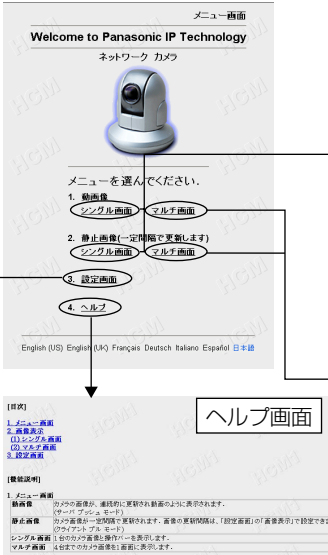 メニュー画面
Welcome to Panasonic IP Technology
ネットワーク カメラ
メニューを選んでください.
1. 動画像
シングル画面 マルチ画面
2. 静止画像(一定間隔で更新します)
シングル画面 マルチ画面
3. 設定画面
4. ヘルプ
English (US) English (UK) Français Deutsch Italiano Español 日本語
ヘルプ画面
[目次]
1. メニュー画面
2. 画像表示
(1) シングル画面
(2) マルチ画面
3. 設定画面
[機能説明]
1. メニュー画面
動画像 カメラの画像が、連続的に更新され動画のように表示されます。
(サーバ プッシュ モード)
静止画像 カメラ画像が一定間隔で更新されます。画像の更新間隔は、「設定画面」の「画像表示」で設定でき
(クライアント プル モード)
シングル画面 1台のカメラ画像と操作バーを表示します。
マルチ画面 4台までのカメラ画像を1画面に表示します。